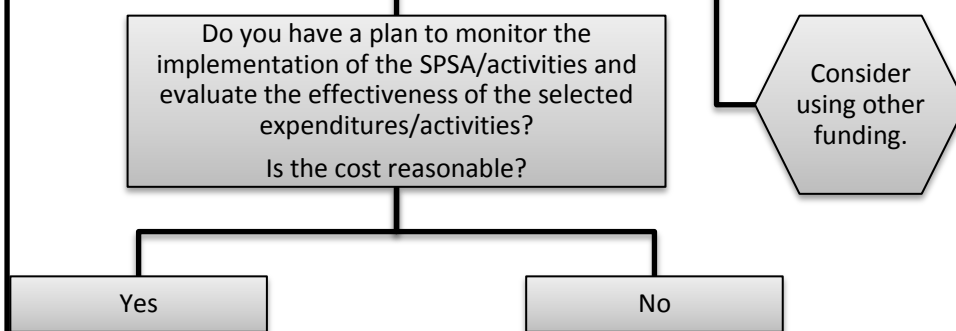 Do you have a plan to monitor the
implementation of the SPSA/activities and
evaluate the effectiveness of the selected
expenditures/activities?
Is the cost reasonable?
Consider
using other
funding.
Yes
No